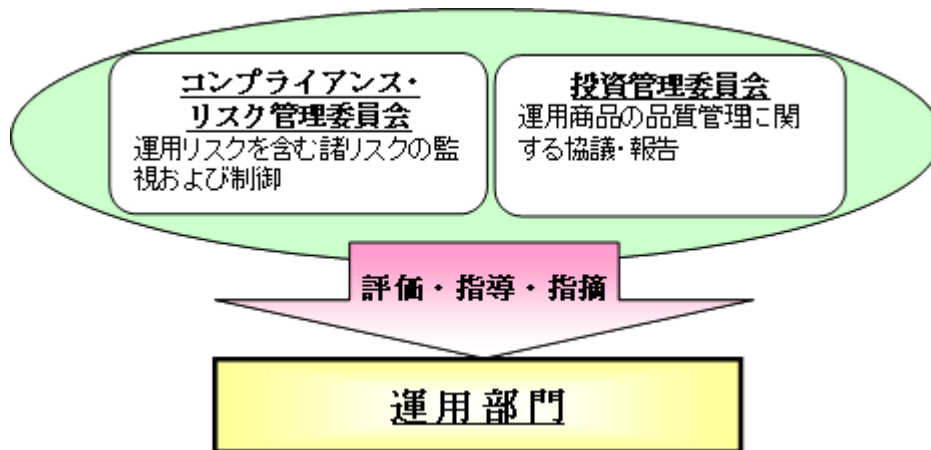 コンプライアンス・
リスク管理委員会
運用リスクを含む諸リスクの監
視および制御
投資管理委員会
運用商品の品質管理に関
する協議・報告
評価・指導・指摘
運用部門